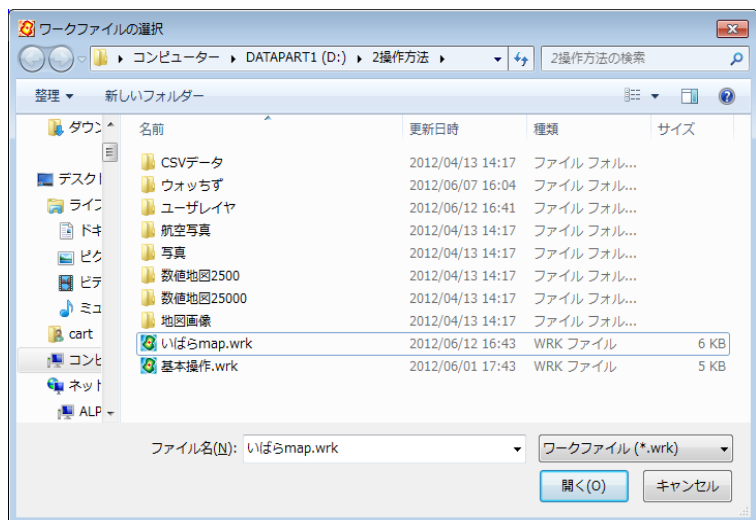 ワークファイルの選択
コンピューター ▸ DATAPART1 (D:) ▸ 2操作方法 ▸
2操作方法の検索
整理 ▼ 新しいフォルダー
名前 更新日時 種類 サイズ
ダウン
デスクト
ライブ
ドキ
ピク
ビデ
ミュ
cart
コンピ
ネット
ALP
CSVデータ 2012/04/13 14:17 ファイル フォル...
ウォッちず 2012/06/07 16:04 ファイル フォル...
ユーザレイヤ 2012/06/12 16:41 ファイル フォル...
航空写真 2012/04/13 14:17 ファイル フォル...
写真 2012/04/13 14:17 ファイル フォル...
数値地図2500 2012/04/13 14:17 ファイル フォル...
数値地図25000 2012/04/13 14:17 ファイル フォル...
地図画像 2012/04/13 14:17 ファイル フォル...
いばらmap.wrk 2012/06/12 16:43 WRK ファイル 6 KB
基本操作.wrk 2012/06/01 17:43 WRK ファイル 5 KB
ファイル名(N): いばらmap.wrk
ワークファイル (*.wrk)
開く(O) キャンセル